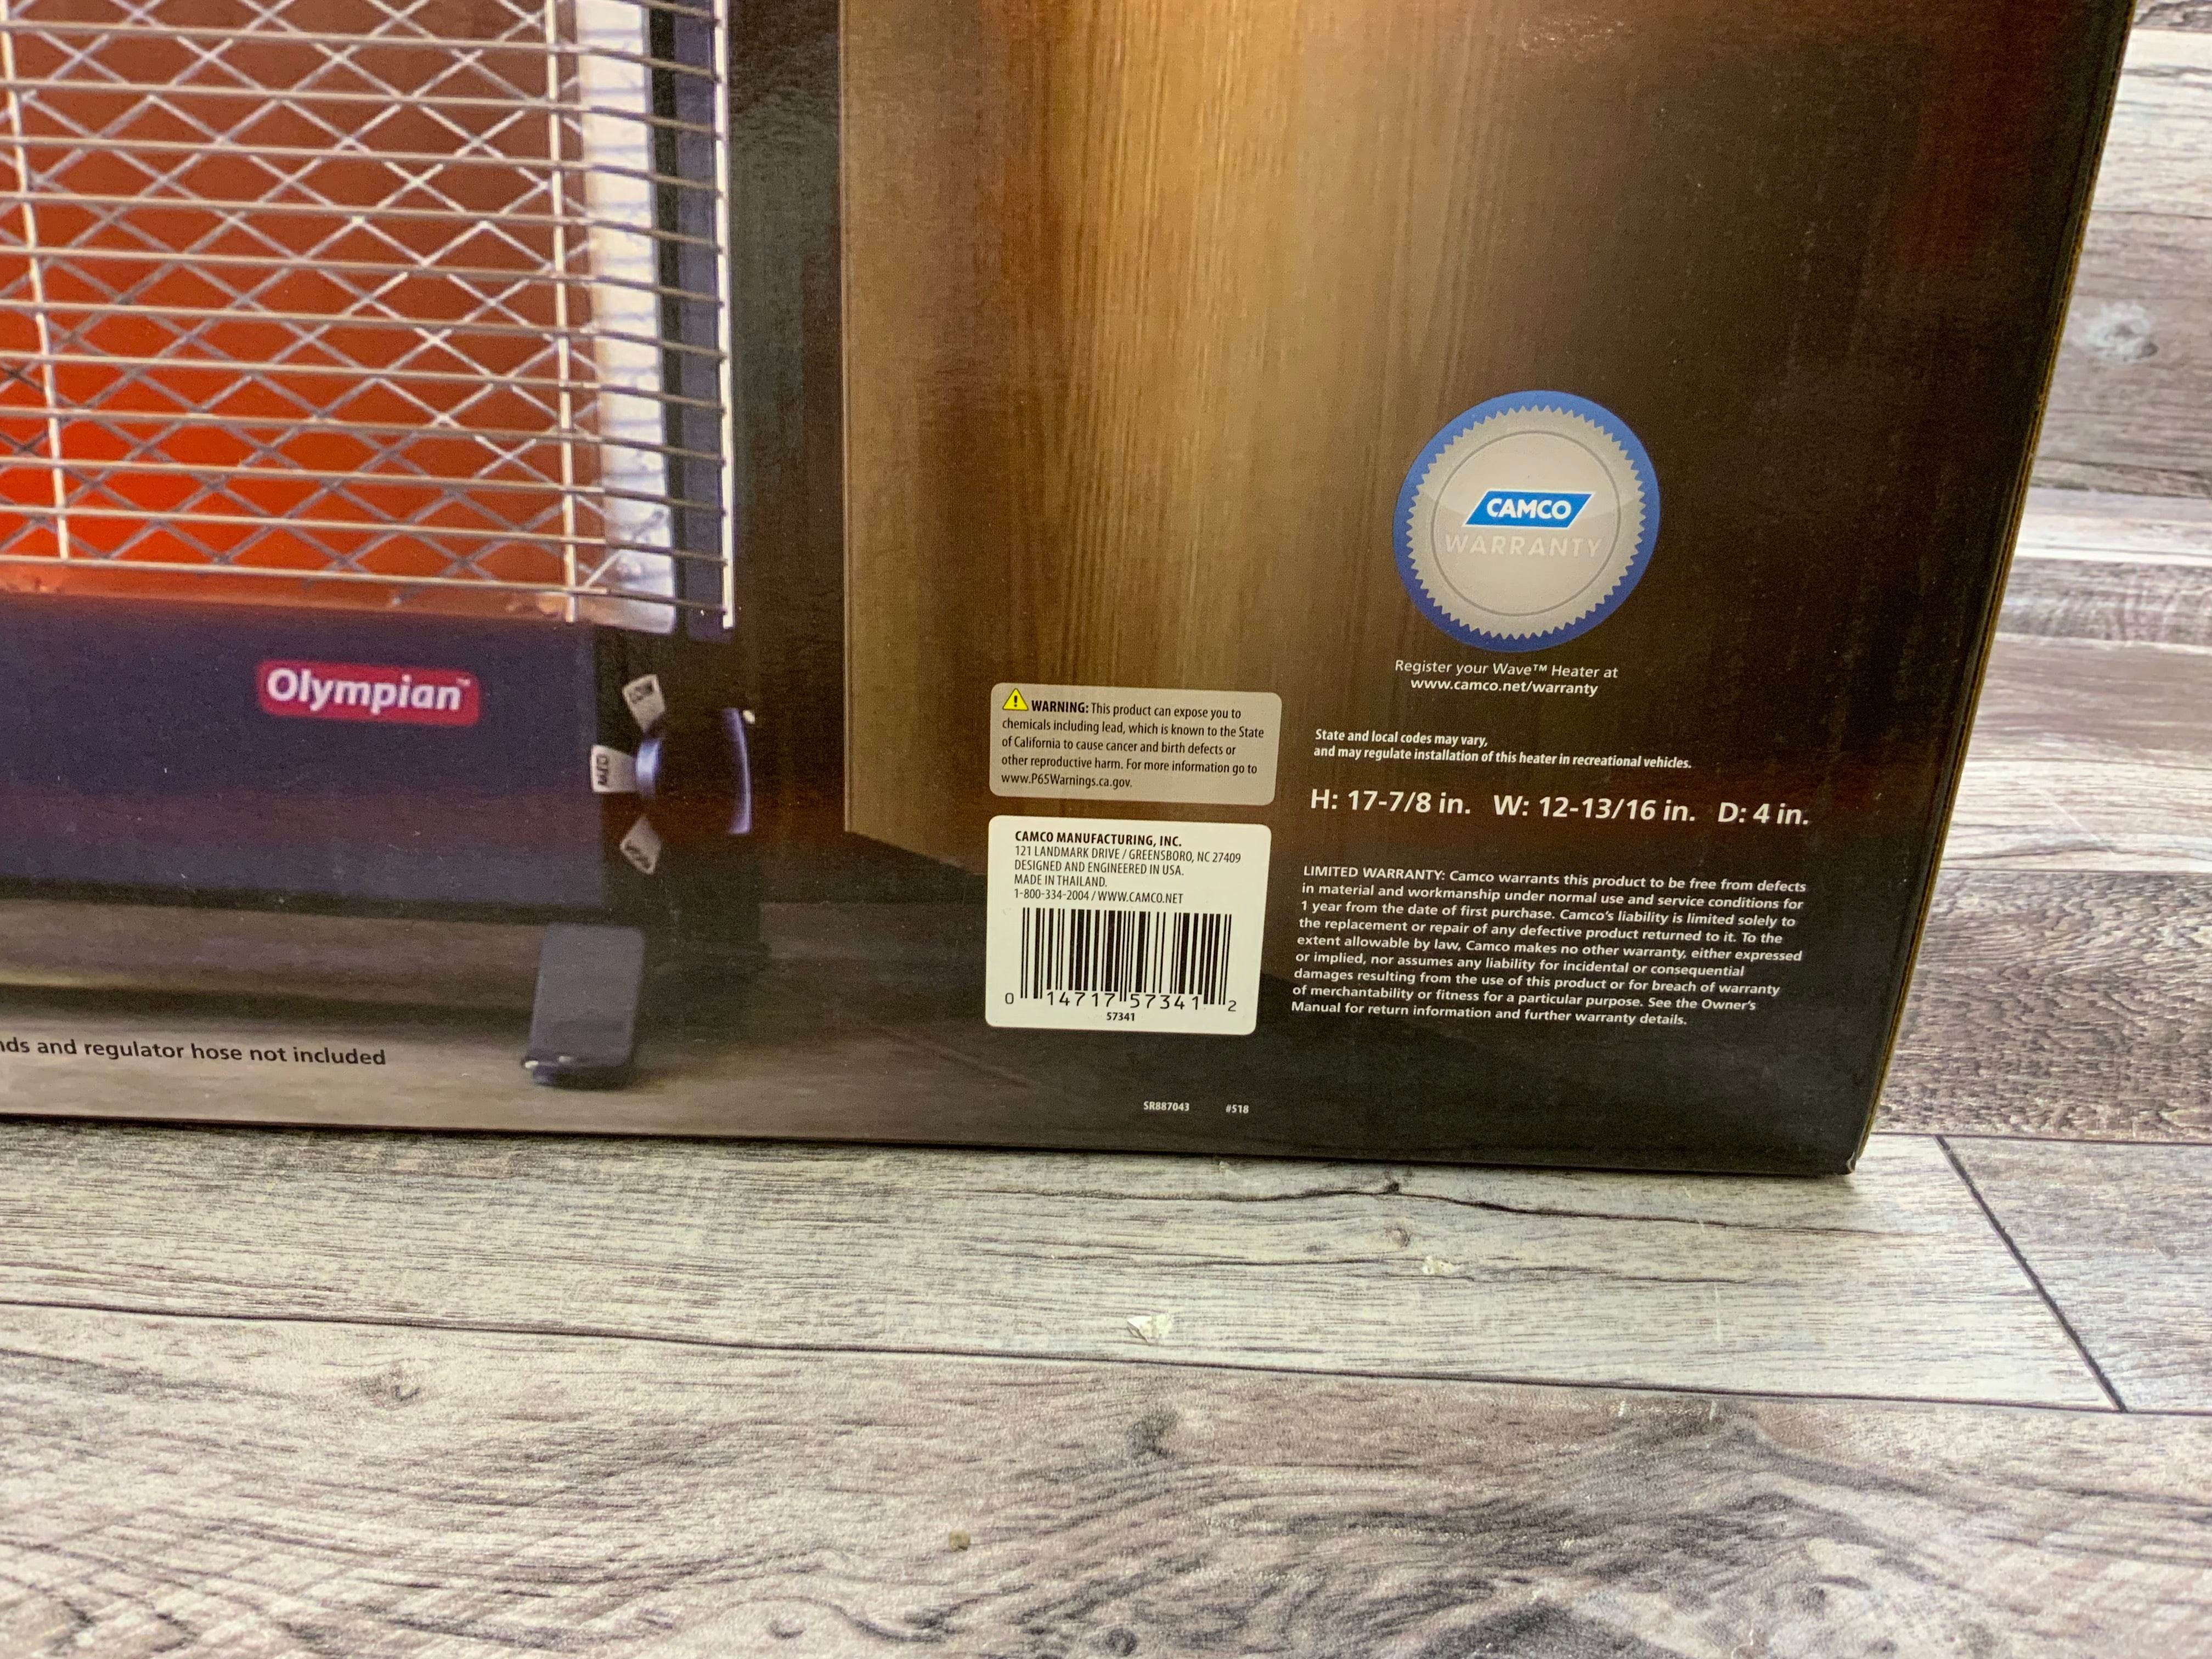 Olympian™
LOW
MED
HIGH
and regulator hose not included
CAMCO
WARRANTY
Register your Wave™ Heater at
www.camco.net/warranty
⚠ WARNING: This product can expose you to
chemicals including lead, which is known to the State
of California to cause cancer and birth defects or
other reproductive harm. For more information go to
www.P65Warnings.ca.gov.
State and local codes may vary,
and may regulate installation of this heater in recreational vehicles.
H: 17-7/8 in. W: 12-13/16 in. D: 4 in.
CAMCO MANUFACTURING, INC.
121 LANDMARK DRIVE / GREENSBORO, NC 27409
DESIGNED AND ENGINEERED IN USA.
MADE IN THAILAND.
1-800-334-2004 / WWW.CAMCO.NET
0 14717 57341 2
57341
LIMITED WARRANTY: Camco warrants this product to be free from defects
in material and workmanship under normal use and service conditions for
1 year from the date of first purchase. Camco's liability is limited solely to
the replacement or repair of any defective product returned to it. To the
extent allowable by law, Camco makes no other warranty, either expressed
or implied, nor assumes any liability for incidental or consequential
damages resulting from the use of this product or for breach of warranty
of merchantability or fitness for a particular purpose. See the Owner's
Manual for return information and further warranty details.
SR887043 #518